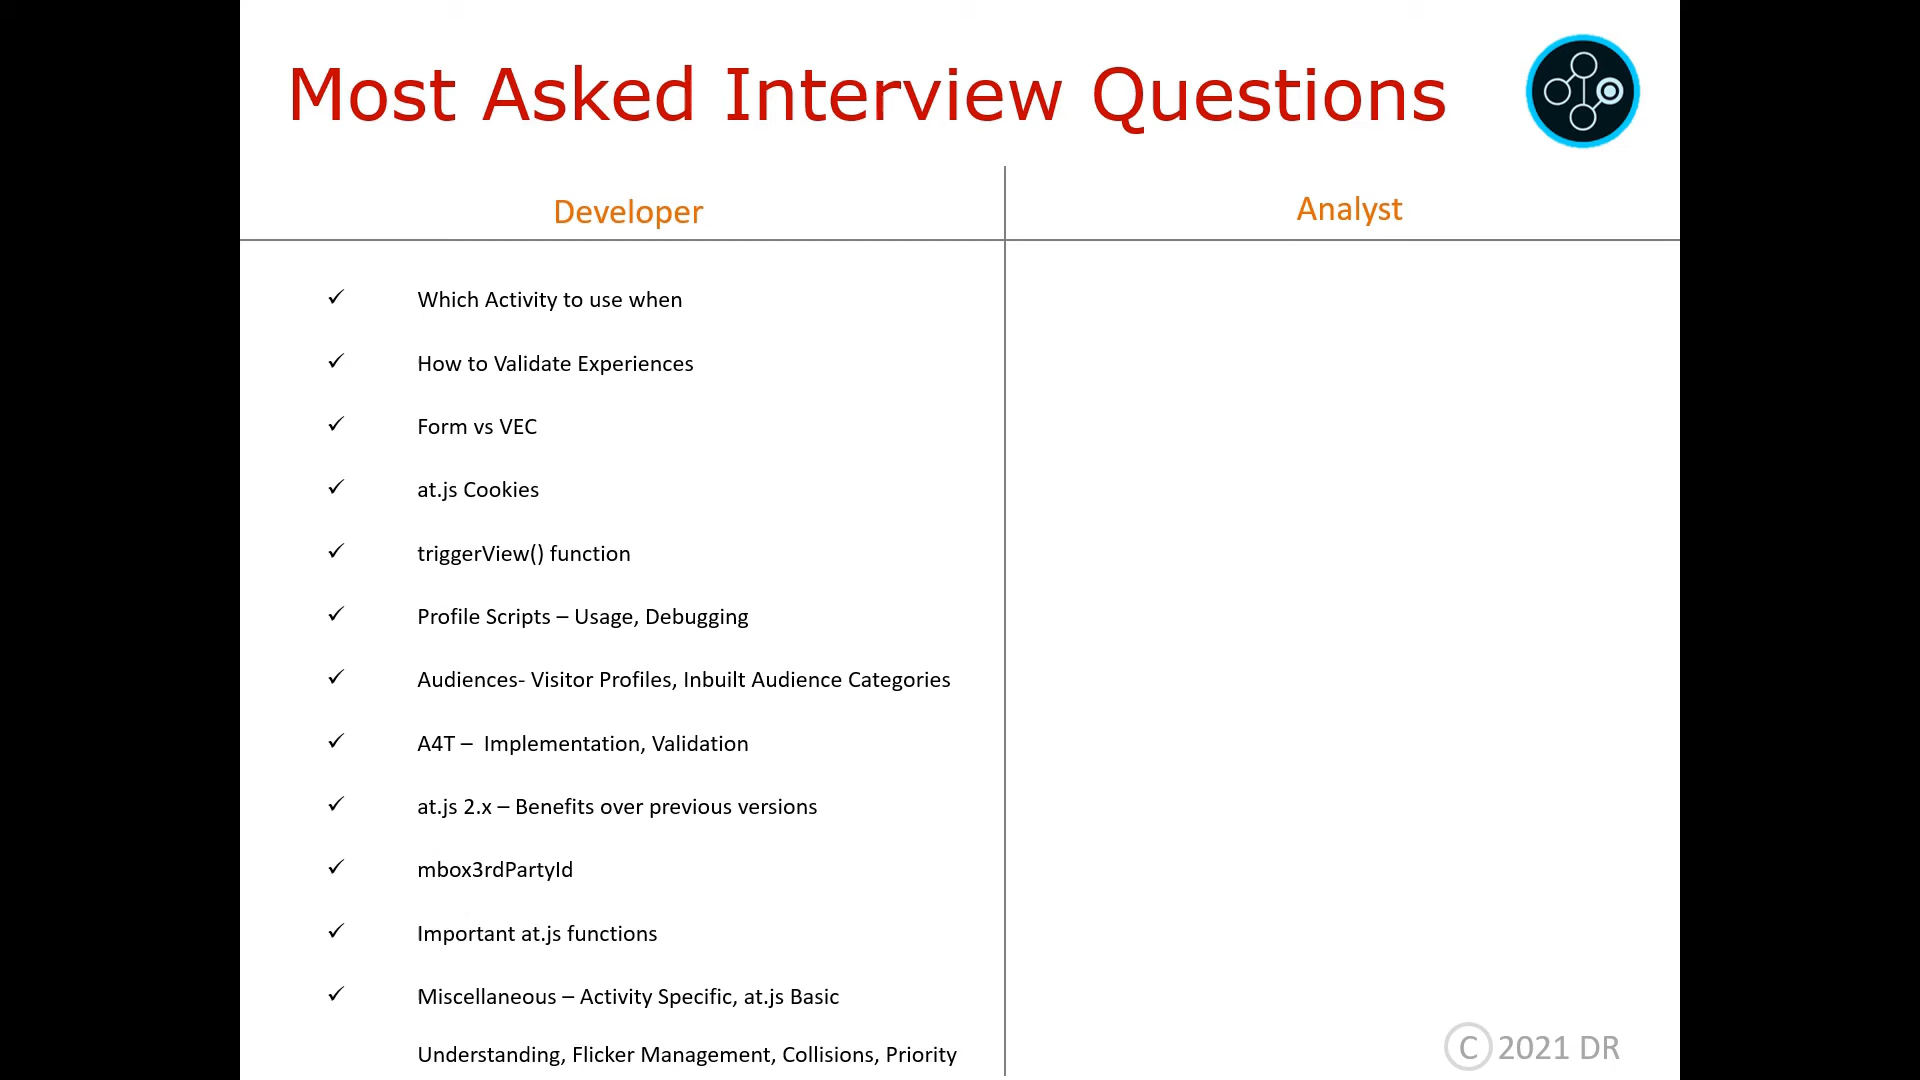 Most Asked Interview Questions
Developer
Analyst
✓ Which Activity to use when
✓ How to Validate Experiences
✓ Form vs VEC
✓ at.js Cookies
✓ triggerView() function
✓ Profile Scripts – Usage, Debugging
✓ Audiences- Visitor Profiles, Inbuilt Audience Categories
✓ A4T –  Implementation, Validation
✓ at.js 2.x – Benefits over previous versions
✓ mbox3rdPartyId
✓ Important at.js functions
✓ Miscellaneous – Activity Specific, at.js Basic
Understanding, Flicker Management, Collisions, Priority
© 2021 DR